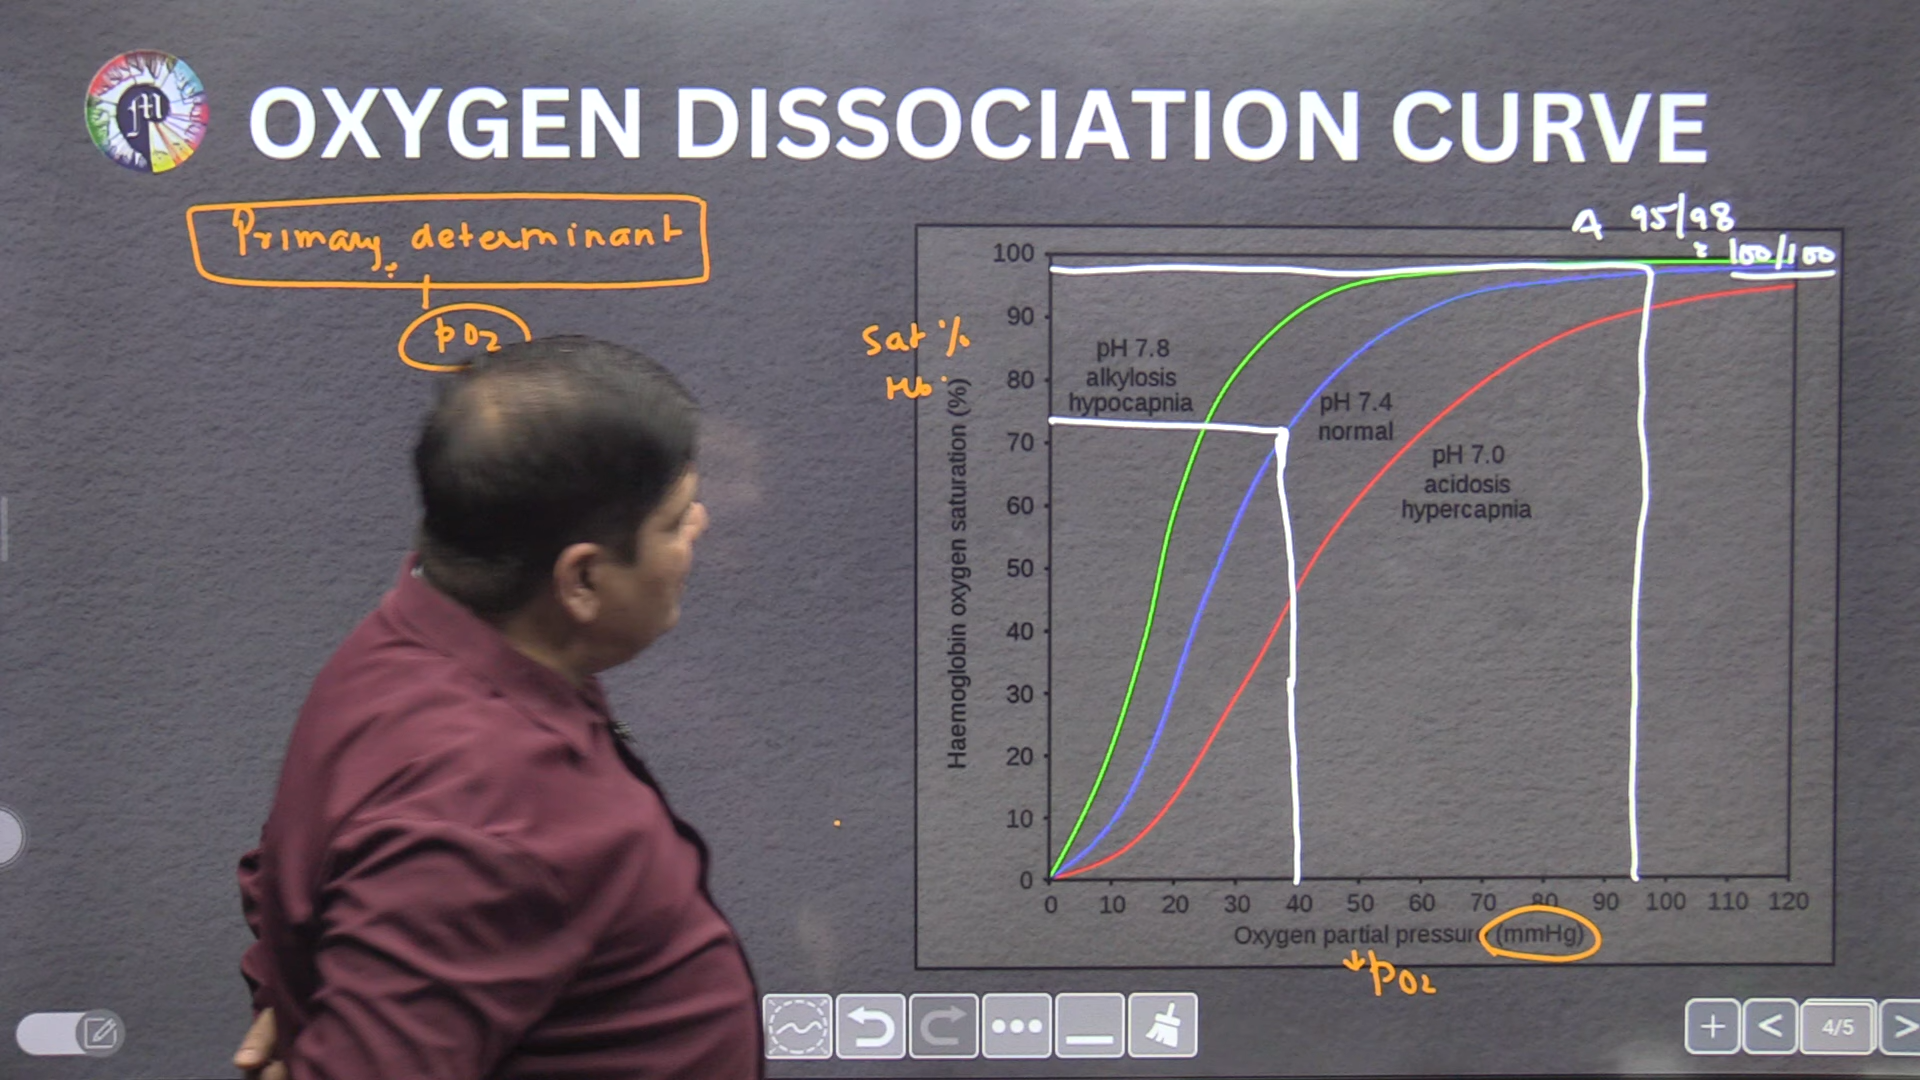 OXYGEN DISSOCIATION CURVE
Primary determinant
pO2
A 95/98
= 100/100
Sat %
Hb
Haemoglobin oxygen saturation (%)
100
90
80
70
60
50
40
30
20
10
0
pH 7.8
alkylosis
hypocapnia
pH 7.4
normal
pH 7.0
acidosis
hypercapnia
0 10 20 30 40 50 60 70 80 90 100 110 120
Oxygen partial pressure (mmHg)
↓ pO2
4/5